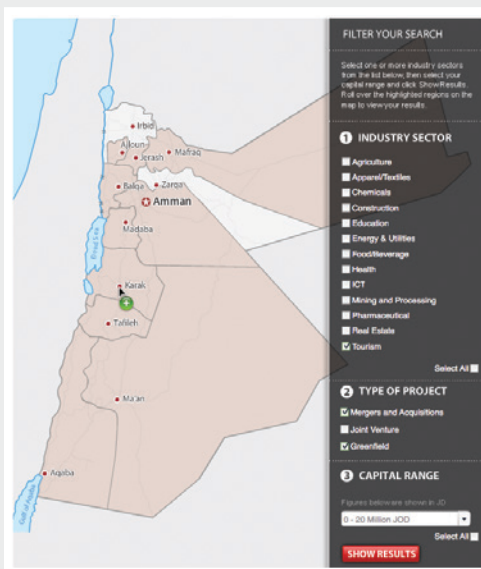 Irbid
Ajloun
Jerash
Mafraq
Balqa
Zarqa
Amman
Madaba
Dead Sea
Karak
Tafileh
Ma'an
Aqaba
Gulf of Aqaba
FILTER YOUR SEARCH
Select one or more industry sectors
from the list below, then select your
capital range and click Show Results.
Roll over the highlighted regions on the
map to view your results.
1 INDUSTRY SECTOR
Agriculture
Apparel/Textiles
Chemicals
Construction
Education
Energy & Utilities
Food/Beverage
Health
ICT
Mining and Processing
Pharmaceutical
Real Estate
Tourism
Select All
2 TYPE OF PROJECT
Mergers and Acquisitions
Joint Venture
Greenfield
3 CAPITAL RANGE
Figures below are shown in JD
0 - 20 Million JOD
Select All
SHOW RESULTS